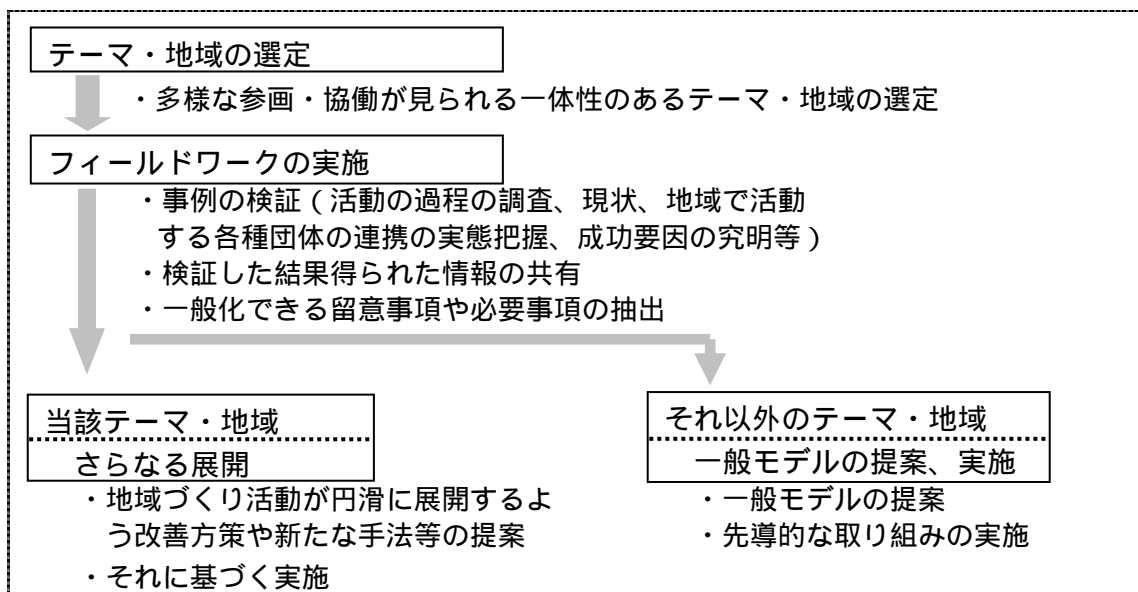 テーマ・地域の選定
・多様な参画・協働が見られる一体性のあるテーマ・地域の選定
フィールドワークの実施
・事例の検証（活動の過程の調査、現状、地域で活動
する各種団体の連携の実態把握、成功要因の究明等）
・検証した結果得られた情報の共有
・一般化できる留意事項や必要事項の抽出
当該テーマ・地域
さらなる展開
・地域づくり活動が円滑に展開するよ
う改善方策や新たな手法等の提案
・それに基づく実施
それ以外のテーマ・地域
一般モデルの提案、実施
・一般モデルの提案
・先導的な取り組みの実施